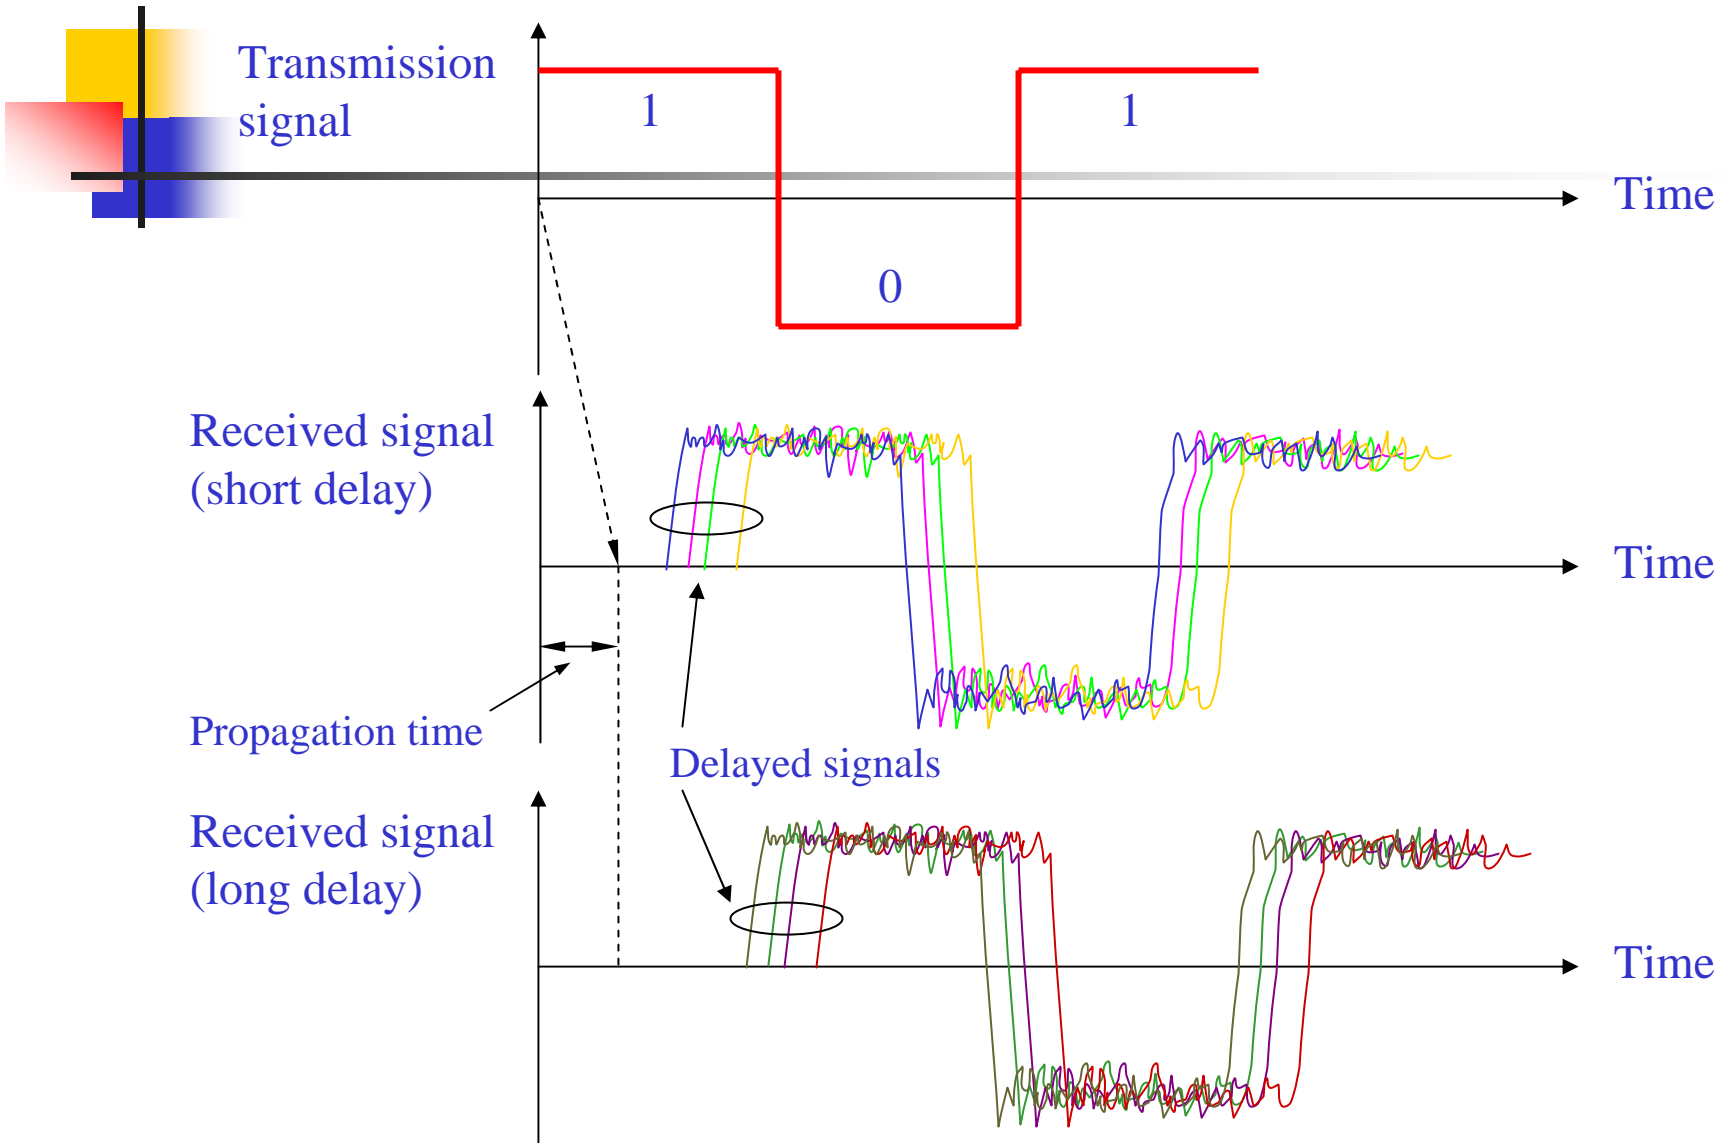 Transmission
signal
1
1
Time
0
Received signal
(short delay)
Time
Propagation time
Delayed signals
Received signal
(long delay)
Time